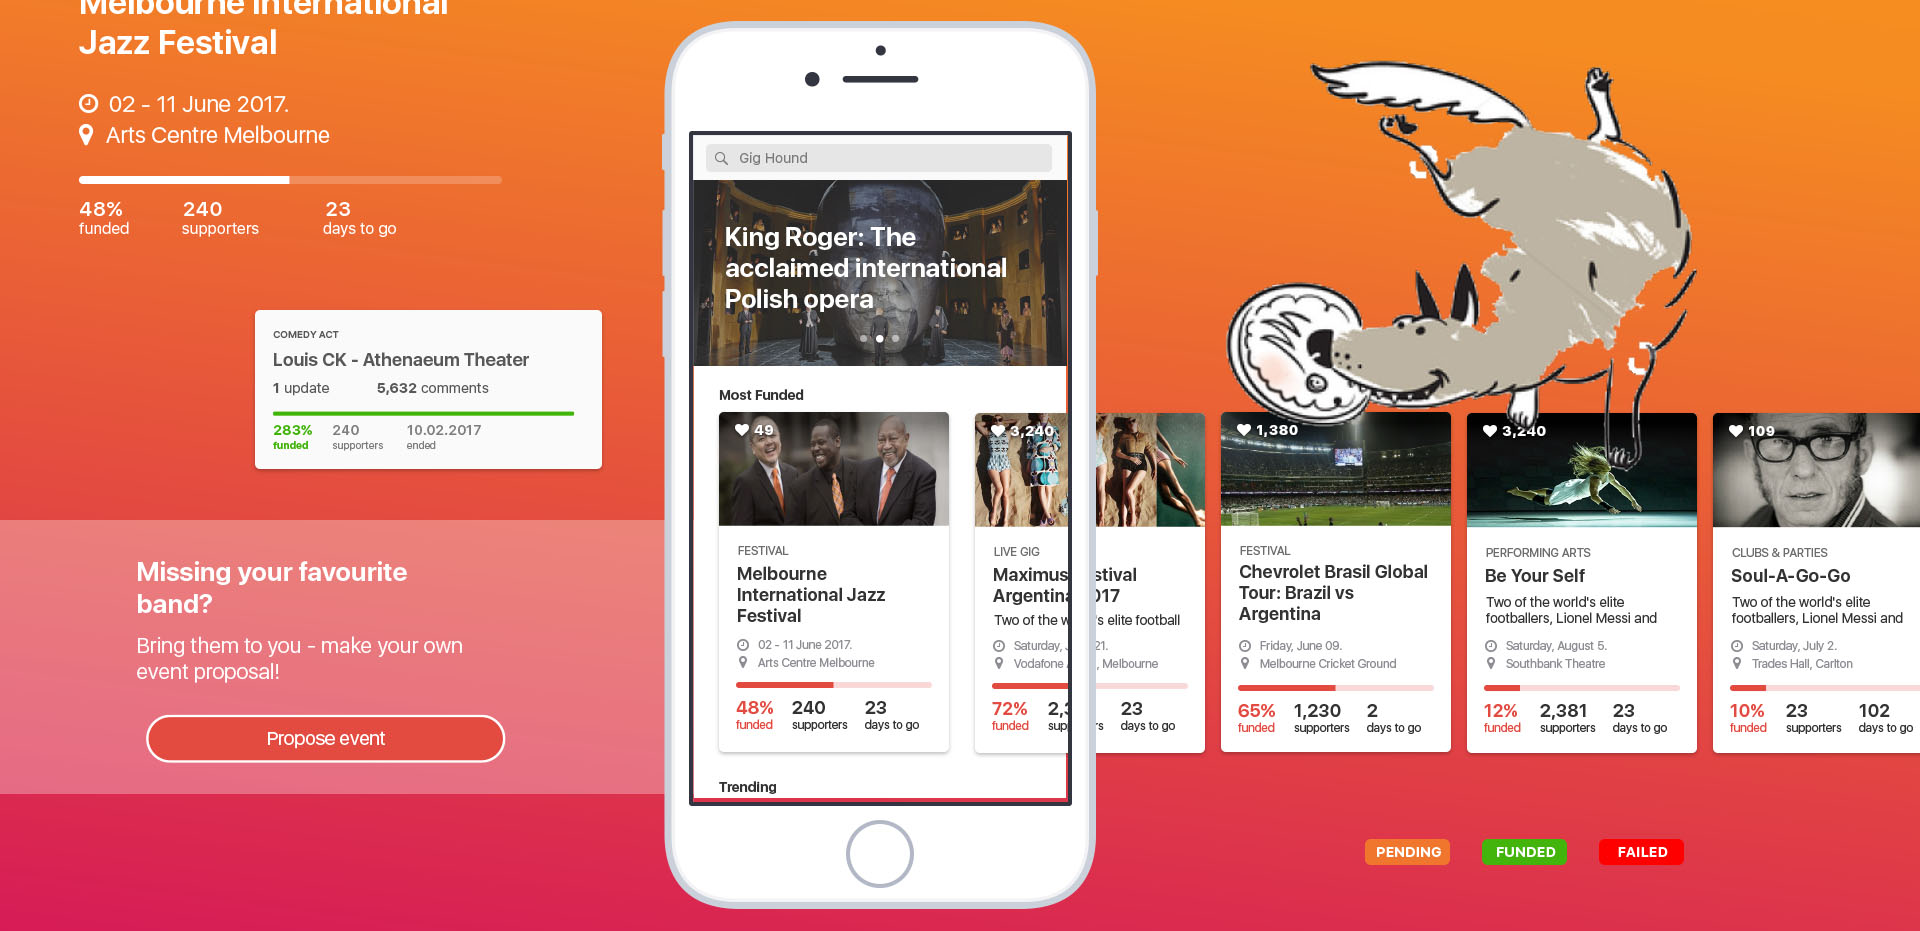 Melbourne International
Jazz Festival
02 - 11 June 2017.
Arts Centre Melbourne
48%
funded
240
supporters
23
days to go
COMEDY ACT
Louis CK - Athenaeum Theater
1 update
5,632 comments
283%
funded
240
supporters
10.02.2017
ended
Missing your favourite
band?
Bring them to you - make your own
event proposal!
Propose event
Gig Hound
King Roger: The
acclaimed international
Polish opera
Most Funded
49
FESTIVAL
Melbourne
International Jazz
Festival
02 - 11 June 2017.
Arts Centre Melbourne
48%
funded
240
supporters
23
days to go
3,240
LIVE GIG
Maximus
stival
Argentina
017
Two of the w
's elite football
Saturday, J
21.
Vodafone
, Melbourne
72%
funded
2,3
sup
rs
23
days to go
Trending
1,380
FESTIVAL
Chevrolet Brasil Global
Tour: Brazil vs
Argentina
Friday, June 09.
Melbourne Cricket Ground
65%
funded
1,230
supporters
2
days to go
3,240
PERFORMING ARTS
Be Your Self
Two of the world's elite
footballers, Lionel Messi and
Saturday, August 5.
Southbank Theatre
12%
funded
2,381
supporters
23
days to go
109
CLUBS & PARTIES
Soul-A-Go-Go
Two of the world's elite
footballers, Lionel Messi and
Saturday, July 2.
Trades Hall, Carlton
10%
funded
23
supporters
102
days to go
PENDING
FUNDED
FAILED